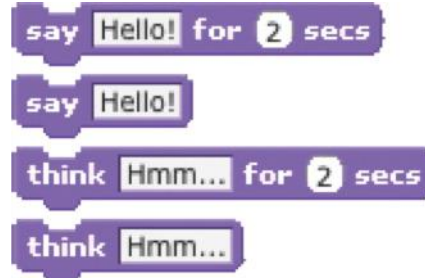 say Hello! for 2 secs
say Hello!
think Hmm... for 2 secs
think Hmm...